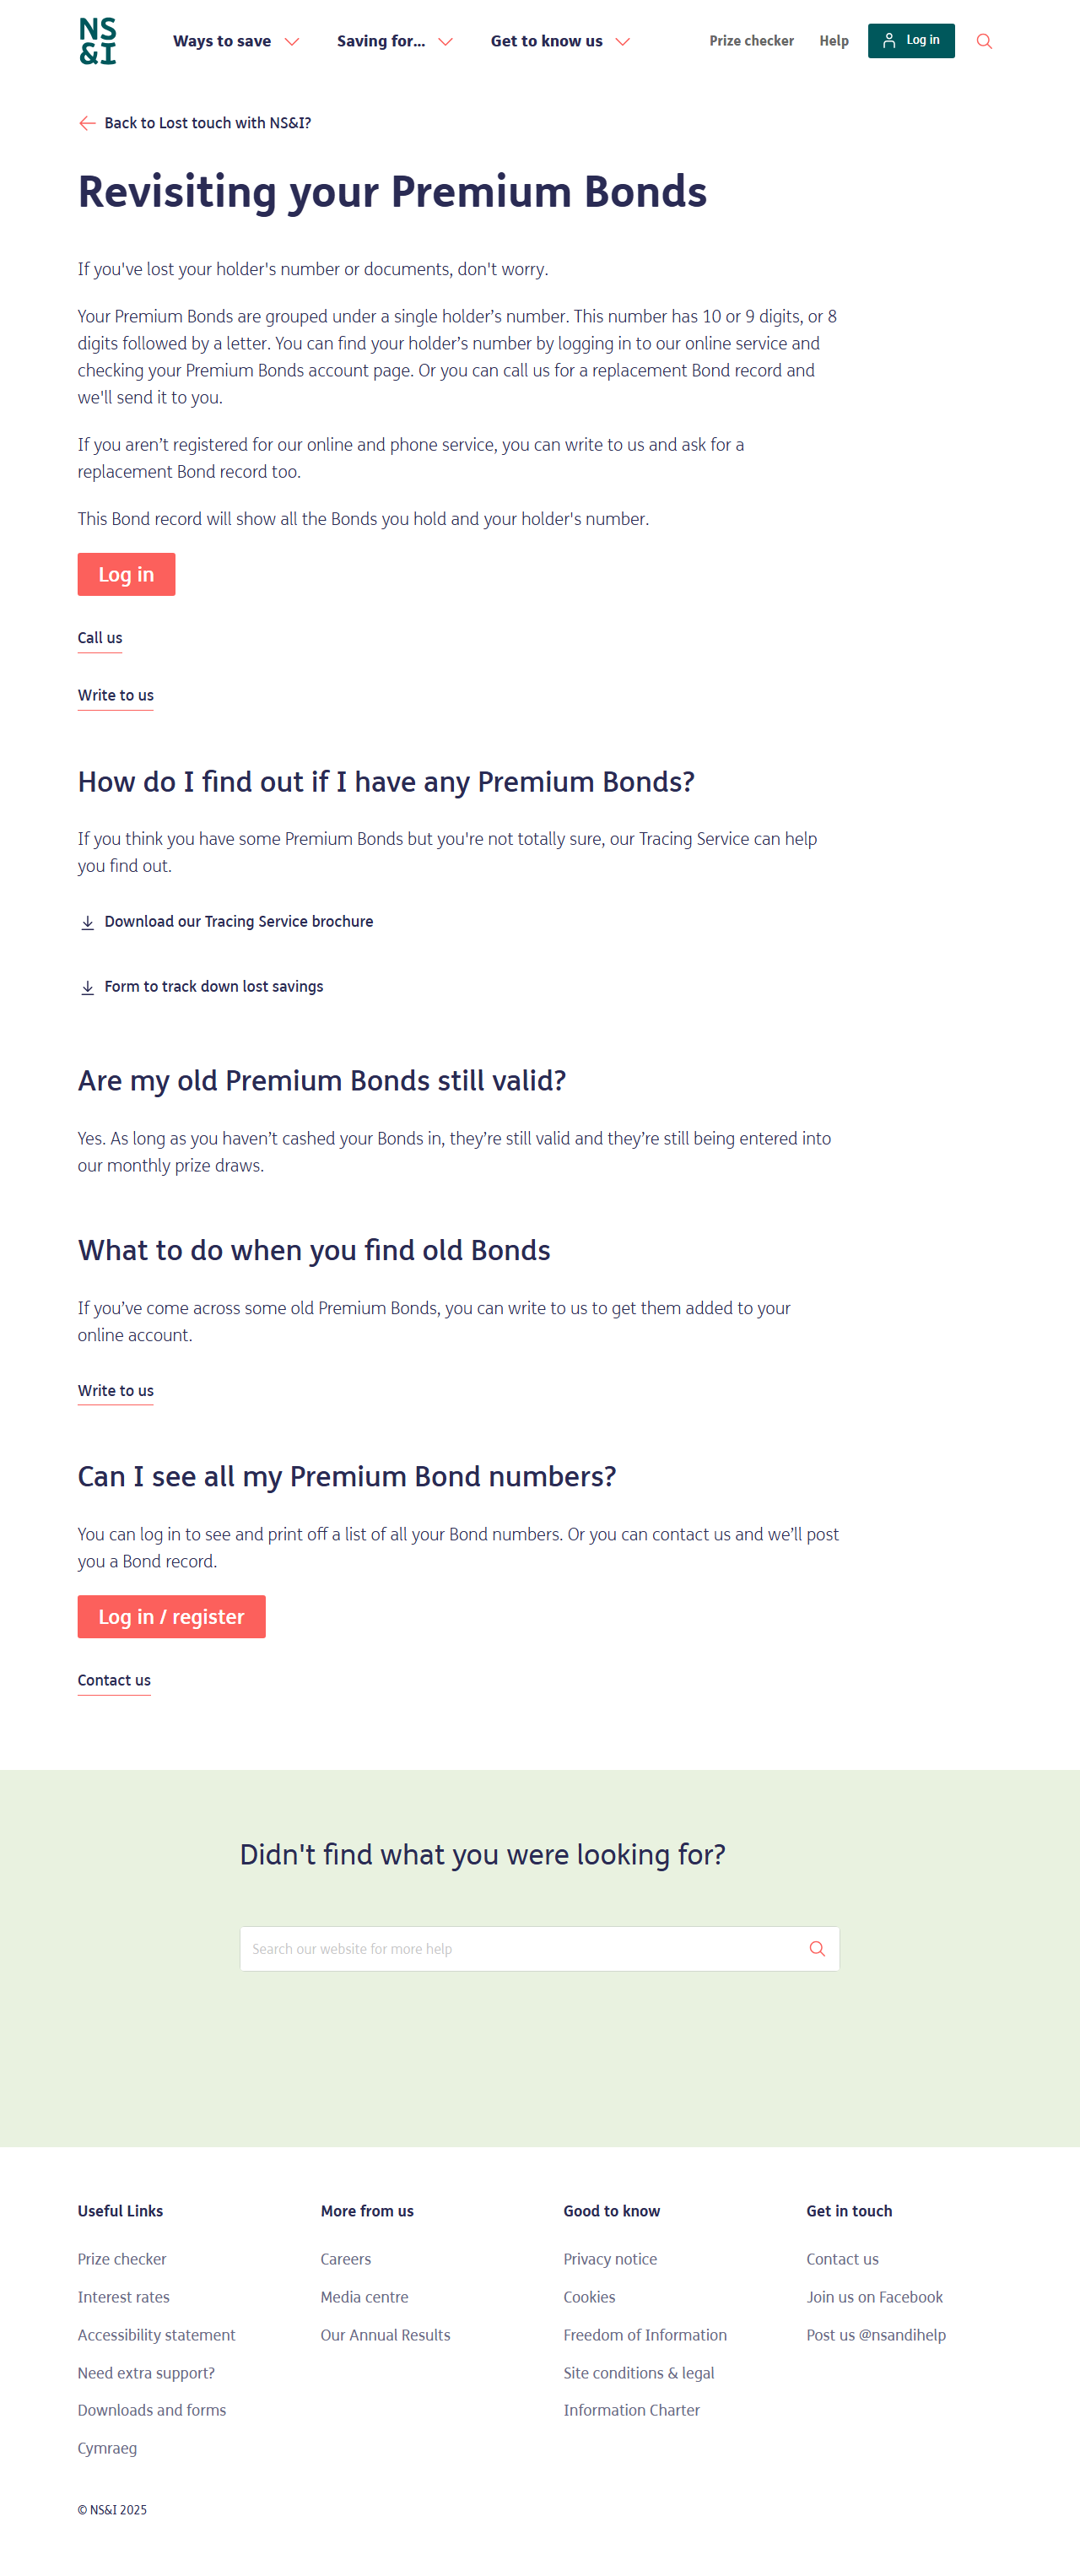 NS
&I
Ways to save
Saving for...
Get to know us
Prize checker
Help
Log in
Back to Lost touch with NS&I?
Revisiting your Premium Bonds
If you've lost your holder's number or documents, don't worry.
Your Premium Bonds are grouped under a single holder’s number. This number has 10 or 9 digits, or 8
digits followed by a letter. You can find your holder’s number by logging in to our online service and
checking your Premium Bonds account page. Or you can call us for a replacement Bond record and
we'll send it to you.
If you aren’t registered for our online and phone service, you can write to us and ask for a
replacement Bond record too.
This Bond record will show all the Bonds you hold and your holder's number.
Log in
Call us
Write to us
How do I find out if I have any Premium Bonds?
If you think you have some Premium Bonds but you're not totally sure, our Tracing Service can help
you find out.
Download our Tracing Service brochure
Form to track down lost savings
Are my old Premium Bonds still valid?
Yes. As long as you haven’t cashed your Bonds in, they’re still valid and they’re still being entered into
our monthly prize draws.
What to do when you find old Bonds
If you’ve come across some old Premium Bonds, you can write to us to get them added to your
online account.
Write to us
Can I see all my Premium Bond numbers?
You can log in to see and print off a list of all your Bond numbers. Or you can contact us and we’ll post
you a Bond record.
Log in / register
Contact us
Didn't find what you were looking for?
Search our website for more help
Useful Links
Prize checker
Interest rates
Accessibility statement
Need extra support?
Downloads and forms
Cymraeg
More from us
Careers
Media centre
Our Annual Results
Good to know
Privacy notice
Cookies
Freedom of Information
Site conditions & legal
Information Charter
Get in touch
Contact us
Join us on Facebook
Post us @nsandihelp
© NS&I 2025